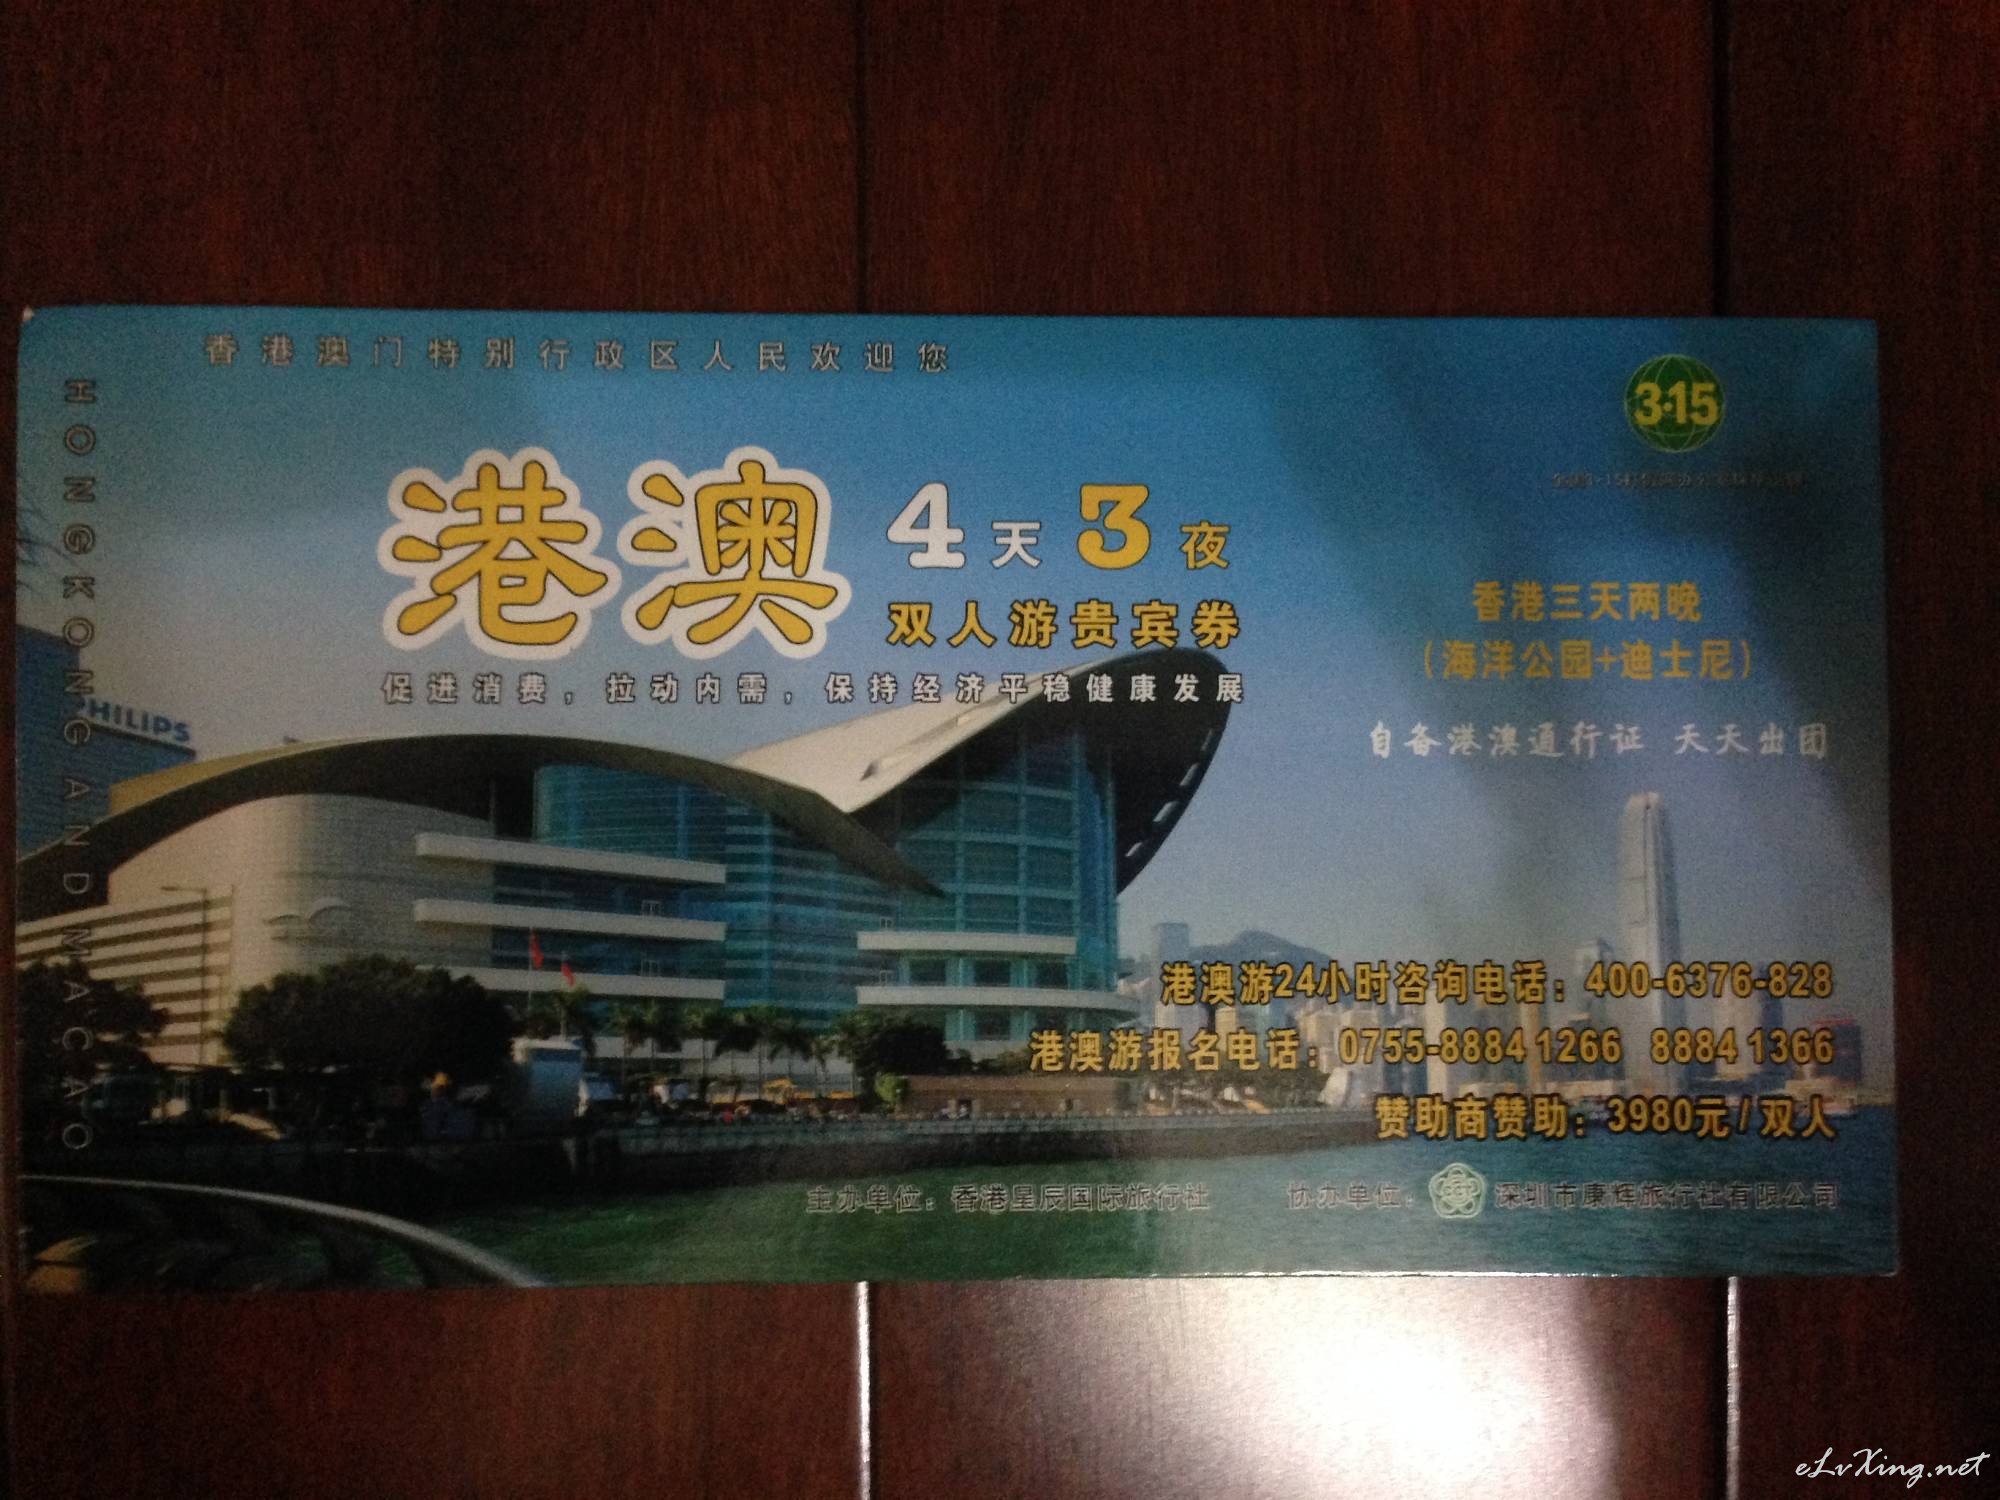 香港澳门特别行政区人民欢迎您
HONGKONG AND MACAO
3·15
港澳 4天3夜
双人游贵宾券
促进消费，拉动内需，保持经济平稳健康发展
香港三天两晚
（海洋公园+迪士尼）
自备港澳通行证 天天出团
PHILIPS
港澳游24小时咨询电话：400-6376-828
港澳游报名电话：0755-8884 1266 8884 1366
赞助商赞助：3980元/双人
主办单位：香港星辰国际旅行社 协办单位：深圳市康辉旅行社有限公司
eLvXing.net